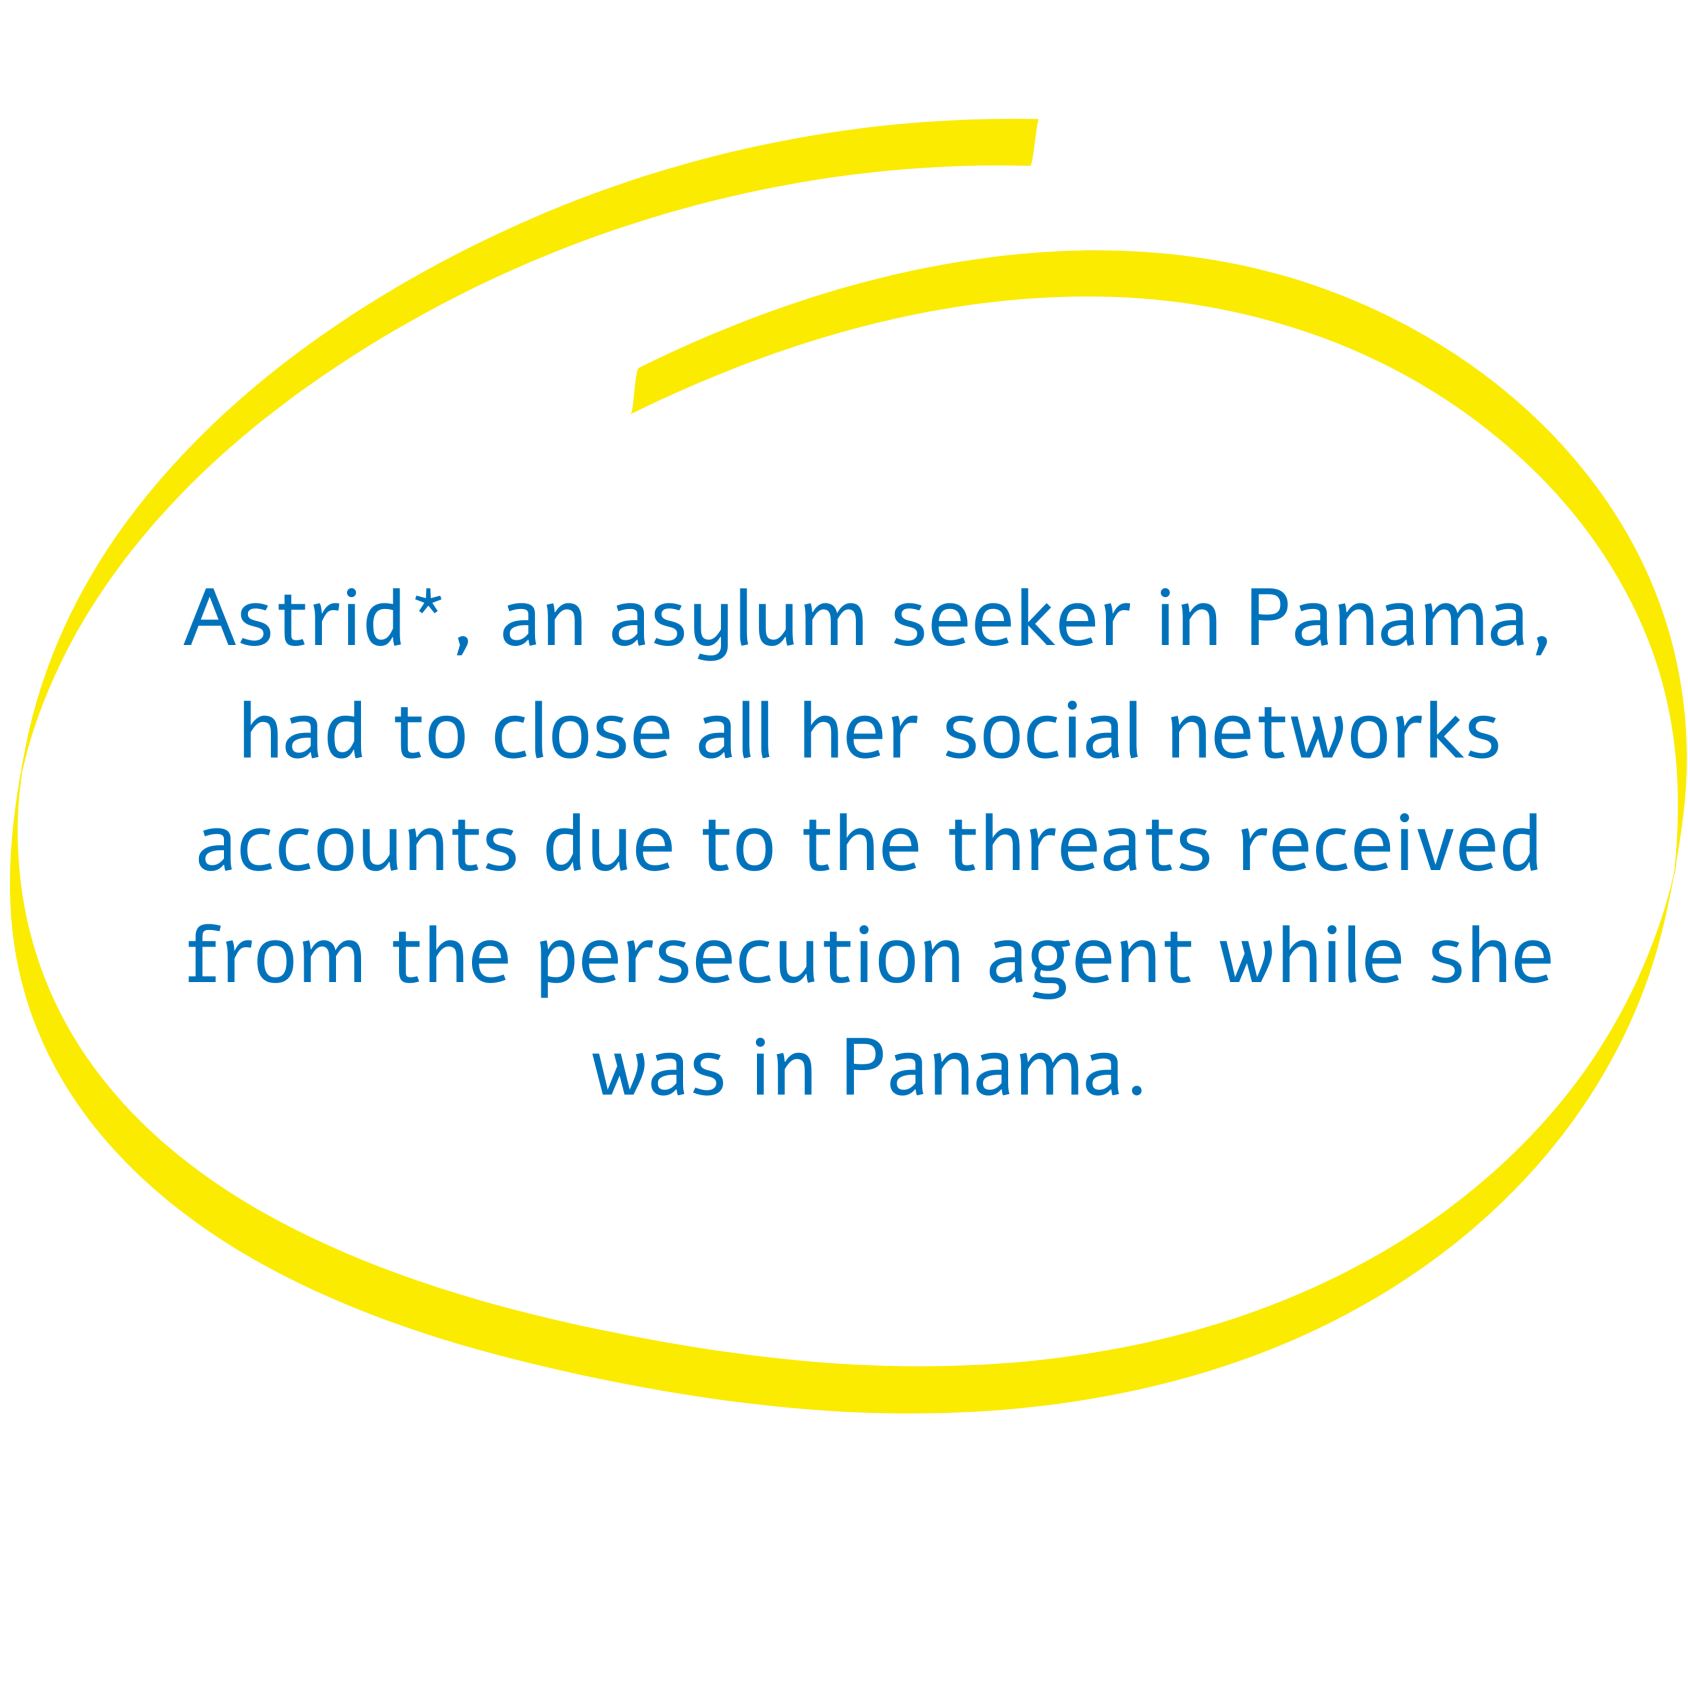 Astrid*, an asylum seeker in Panama,
had to close all her social networks
accounts due to the threats received
from the persecution agent while she
was in Panama.